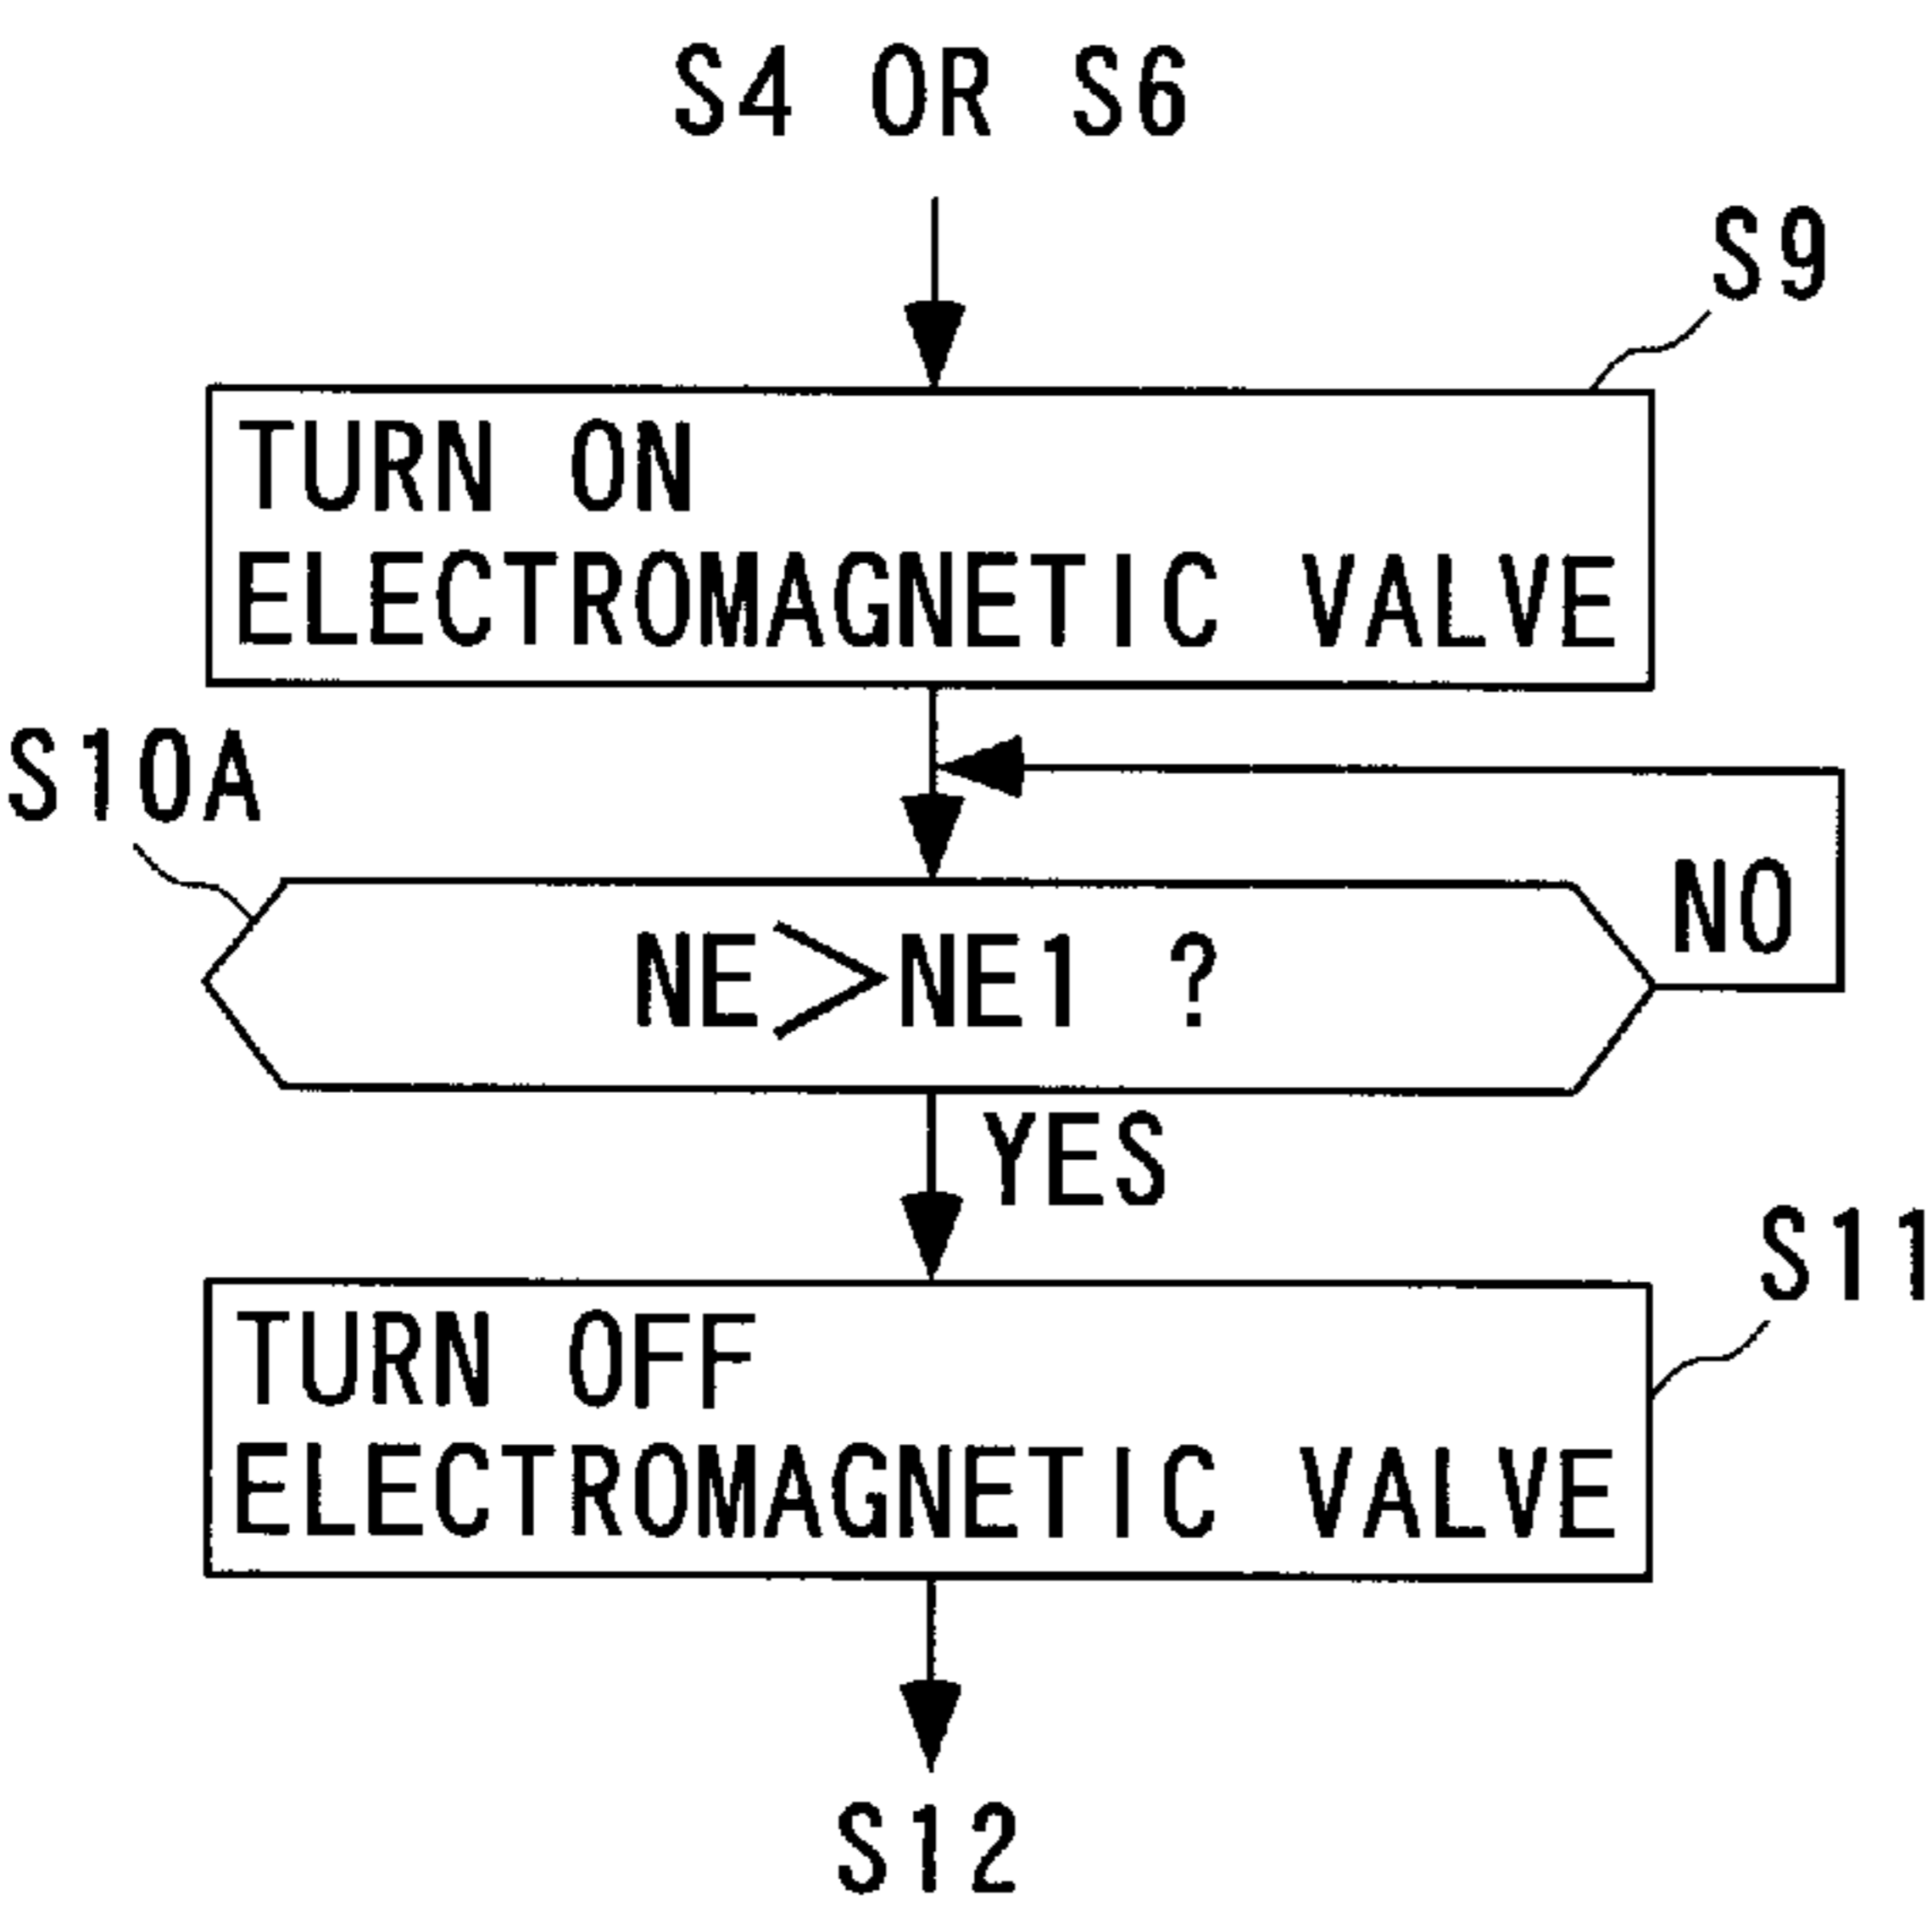 S4 OR S6
S9
TURN ON
ELECTROMAGNETIC VALVE
S10A
NO
NE>NE1 ?
YES
S11
TURN OFF
ELECTROMAGNETIC VALVE
S12